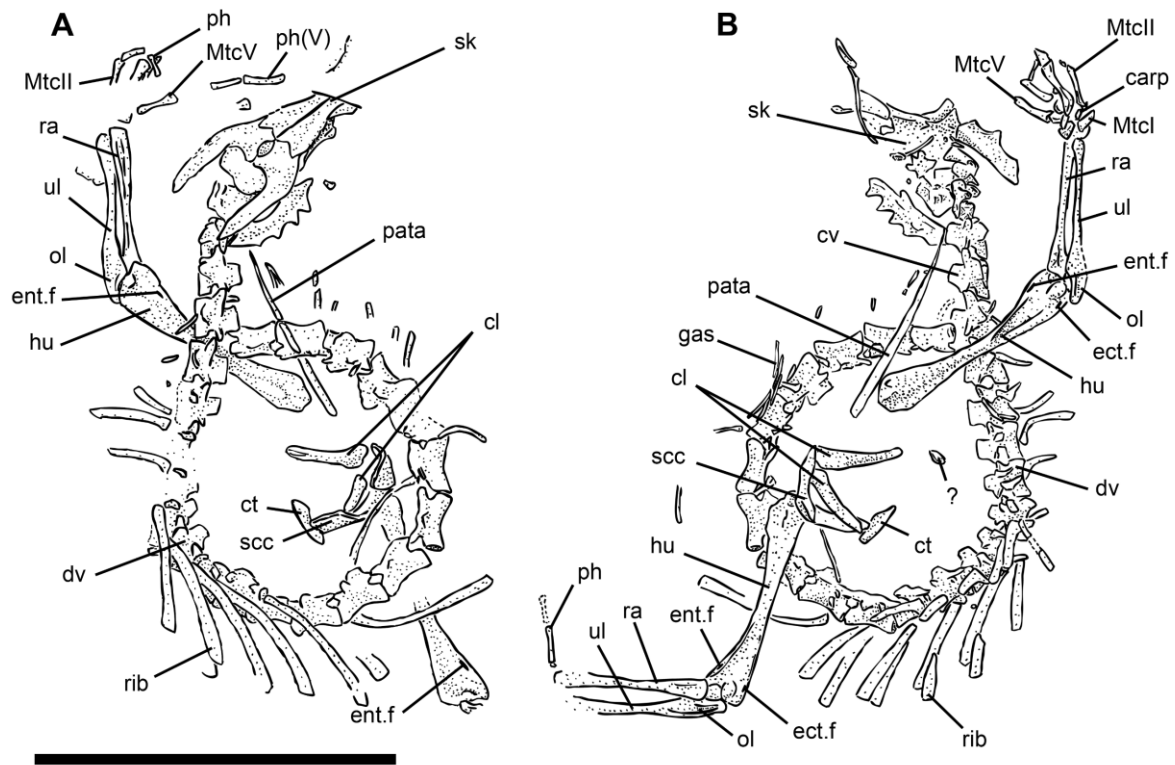 A
ph
MtcV
ph(V)
sk
MtcII
ra
ul
ol
ent.f
hu
pata
cl
ct
scc
dv
rib
ent.f
B
MtcII
MtcV
carp
sk
MtcI
ra
ul
cv
ent.f
pata
ol
gas
ect.f
cl
hu
scc
?
dv
ct
hu
ph
ul
ra
ent.f
ol
ect.f
rib